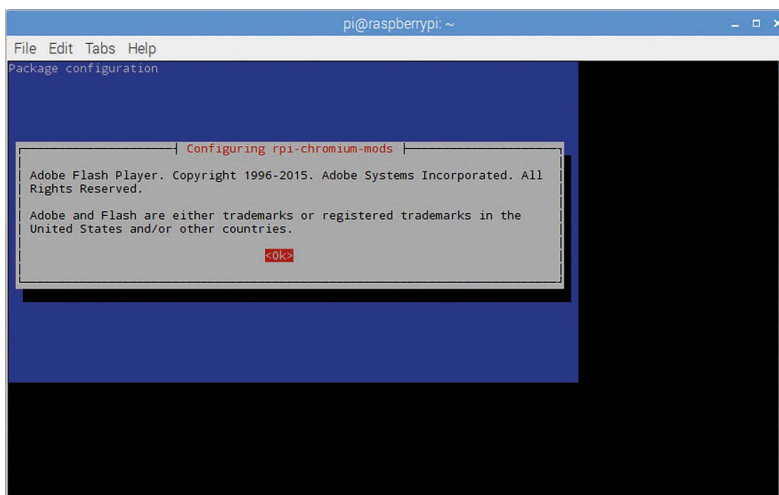 pi@raspberrypi: ~
File Edit Tabs Help
Package configuration
Configuring rpi-chromium-mods
Adobe Flash Player. Copyright 1996-2015. Adobe Systems Incorporated. All
Rights Reserved.
Adobe and Flash are either trademarks or registered trademarks in the
United States and/or other countries.
<Ok>